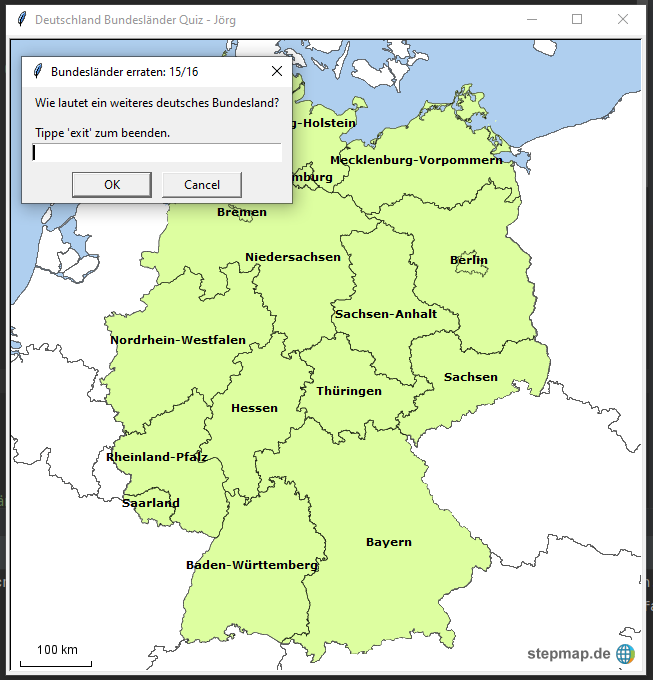 Deutschland Bundesländer Quiz - Jörg
Bundesländer erraten: 15/16
Wie lautet ein weiteres deutsches Bundesland?
Tippe 'exit' zum beenden.
OK Cancel
g-Holstein
Mecklenburg-Vorpommern
mburg
Bremen
Niedersachsen
Berlin
Sachsen-Anhalt
Nordrhein-Westfalen
Sachsen
Thüringen
Hessen
Rheinland-Pfalz
Saarland
Bayern
Baden-Württemberg
100 km
stepmap.de